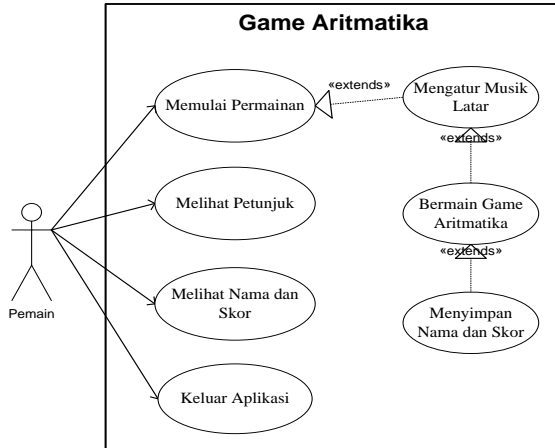 Game Aritmatika
Memulai Permainan
«extends»
Mengatur Musik
Latar
«extends»
Melihat Petunjuk
Bermain Game
Aritmatika
«extends»
Melihat Nama dan
Skor
Menyimpan
Nama dan Skor
Pemain
Keluar Aplikasi